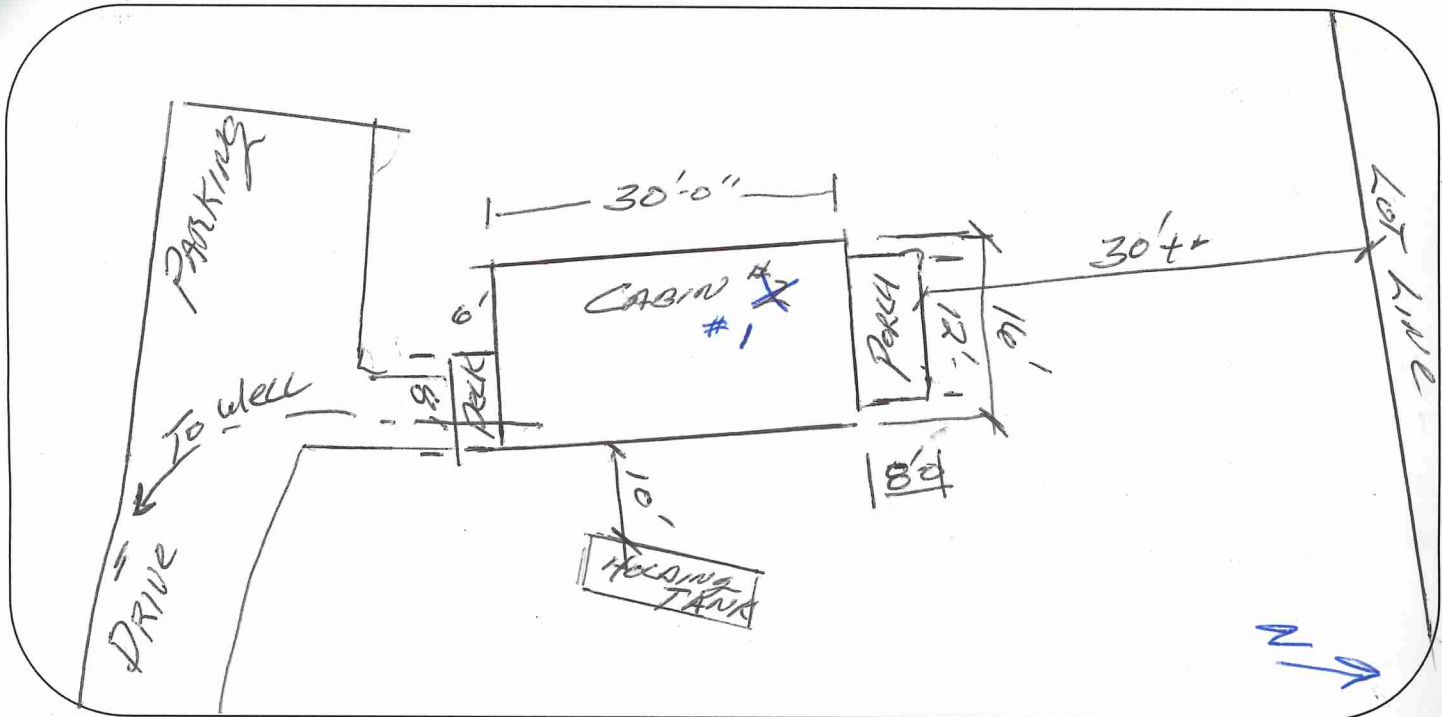 PARKING
30'-0"
LOT LINE
CABIN #2
#1
6'
PORCH
12'
16'
30'++
DECK
8'
To Well
10'
HOLDING
TANK
DRIVE
N